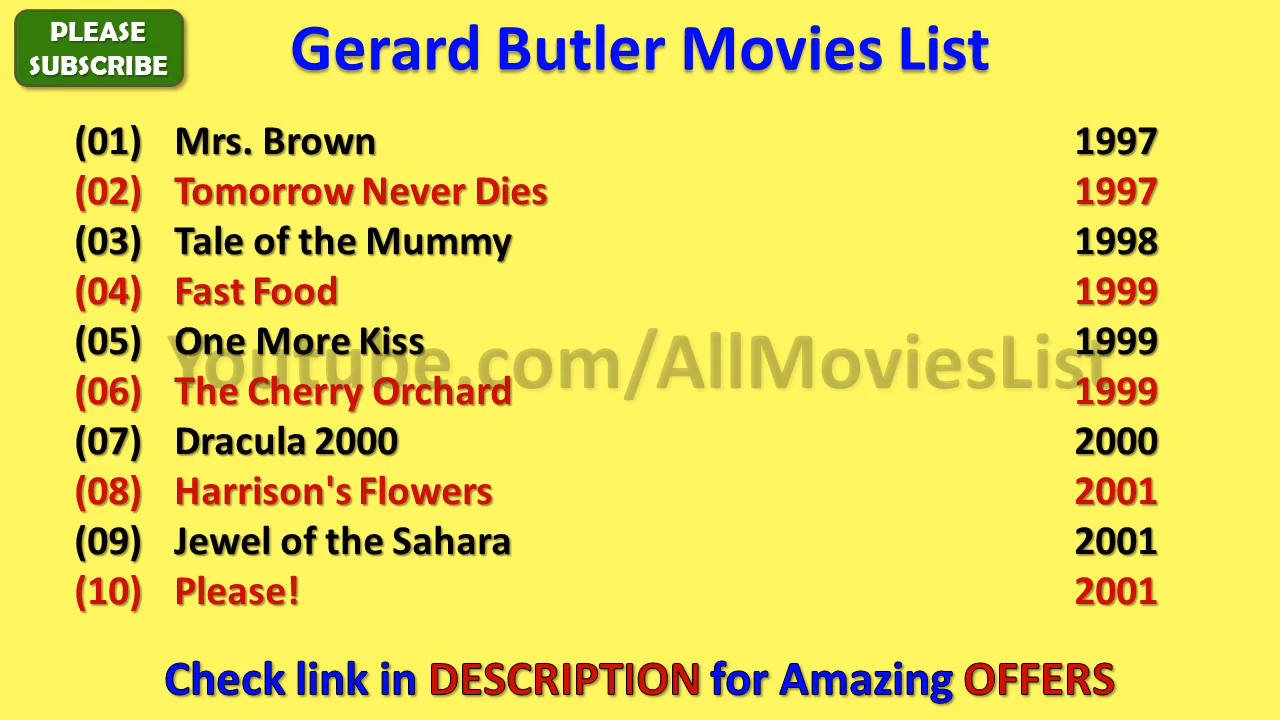 PLEASE
SUBSCRIBE
Gerard Butler Movies List
(01) Mrs. Brown 1997
(02) Tomorrow Never Dies 1997
(03) Tale of the Mummy 1998
(04) Fast Food 1999
(05) One More Kiss 1999
Youtube.com/AllMoviesList
(06) The Cherry Orchard 1999
(07) Dracula 2000 2000
(08) Harrison's Flowers 2001
(09) Jewel of the Sahara 2001
(10) Please! 2001
Check link in DESCRIPTION for Amazing OFFERS